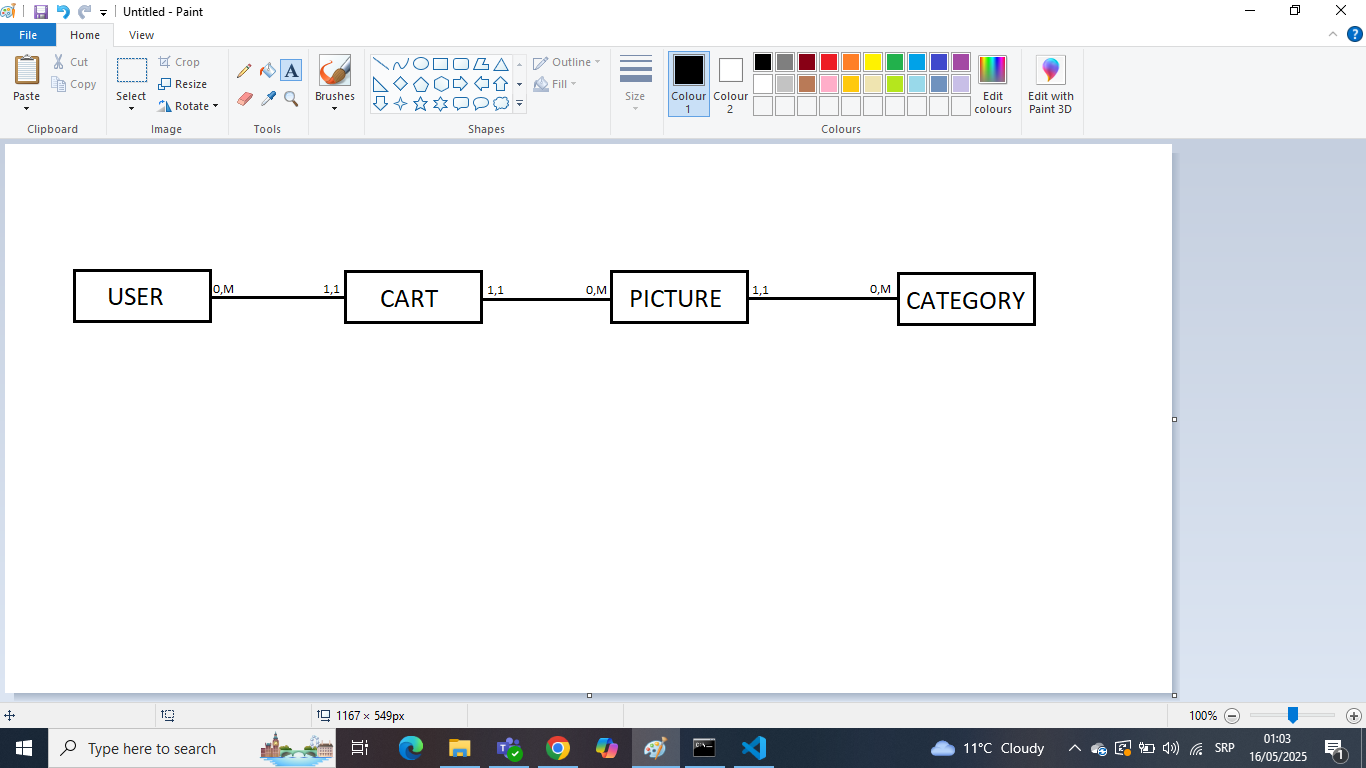 Untitled - Paint
File Home View
Paste
Cut
Copy
Clipboard
Select
Crop
Resize
Rotate
Image
A
Tools
Brushes
Outline
Fill
Shapes
Size
Colour 1
Colour 2
Edit colours
Colours
Edit with Paint 3D
USER 0,M 1,1 CART 1,1 0,M PICTURE 1,1 0,M CATEGORY
1167 × 549px
100%
Type here to search
11°C Cloudy
SRP
01:03
16/05/2025
1